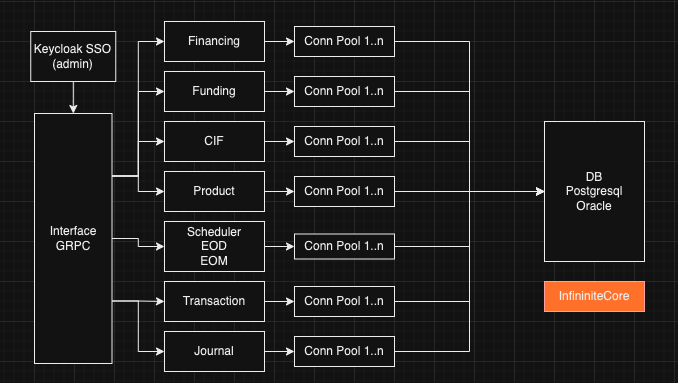 Keycloak SSO
(admin)
Interface
GRPC
Financing
Conn Pool 1..n
Funding
Conn Pool 1..n
CIF
Conn Pool 1..n
Product
Conn Pool 1..n
Scheduler
EOD
EOM
Conn Pool 1..n
Transaction
Conn Pool 1..n
Journal
Conn Pool 1..n
DB
Postgresql
Oracle
InfininiteCore